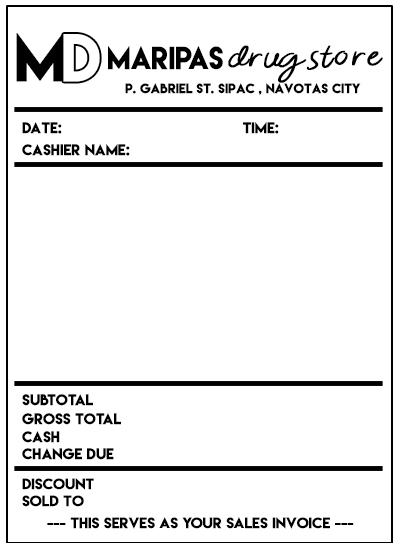 MD MARIPAS drug store
P. GABRIEL ST. SIPAC , NAVOTAS CITY
DATE: TIME:
CASHIER NAME:
SUBTOTAL
GROSS TOTAL
CASH
CHANGE DUE
DISCOUNT
SOLD TO
--- THIS SERVES AS YOUR SALES INVOICE ---